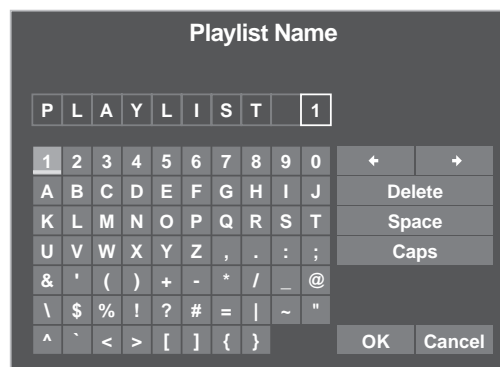 Playlist Name
P L A Y L I S T 1
1 2 3 4 5 6 7 8 9 0 ← →
A B C D E F G H I J Delete
K L M N O P Q R S T Space
U V W X Y Z , . : ; Caps
& ' ( ) + - * / _ @
\ $ % ! ? # = | ~ "
^ ` < > [ ] { } OK Cancel